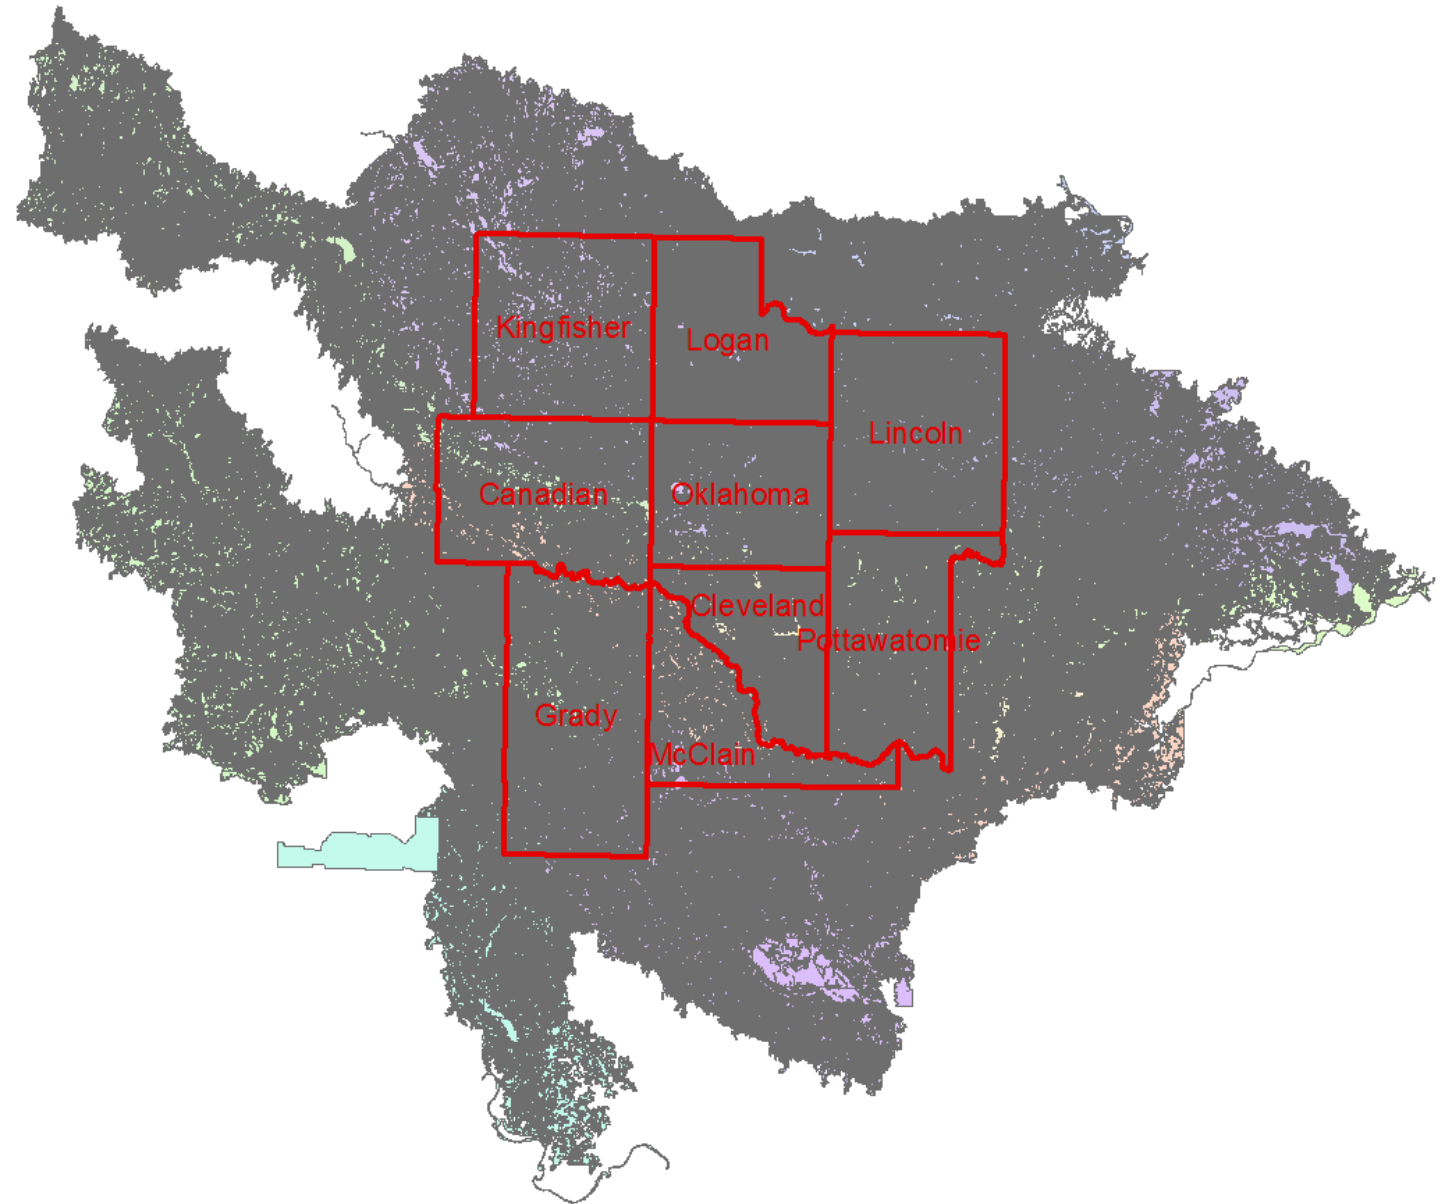 Kingfisher
Logan
Lincoln
Canadian
Oklahoma
Cleveland
Pottawatomie
Grady
McClain